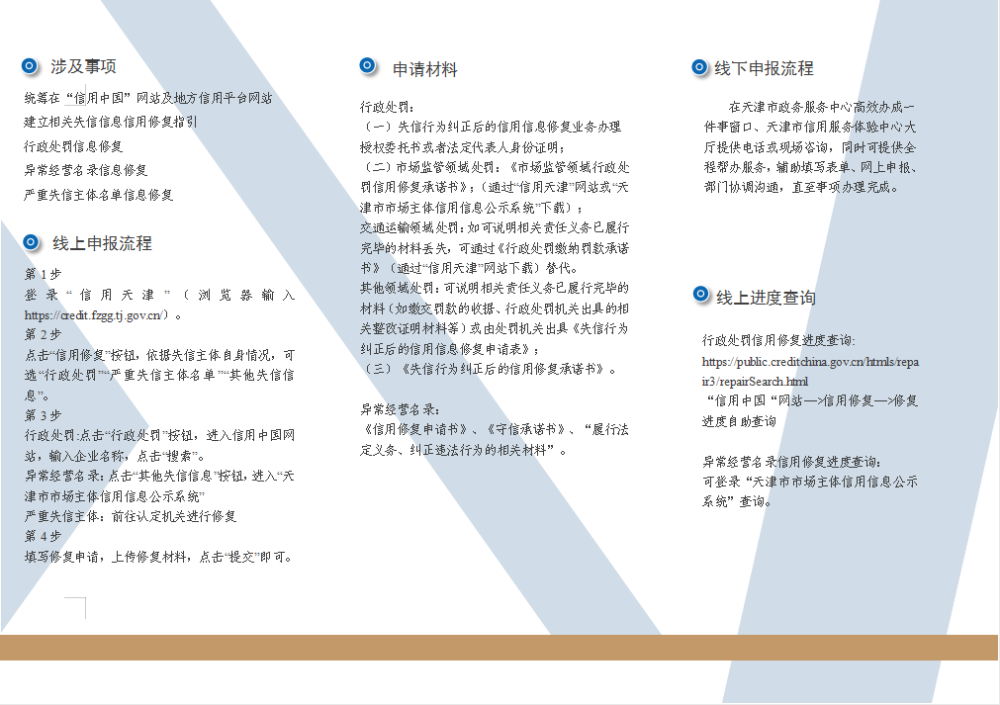 涉及事项
统筹在“信用中国”网站及地方信用平台网站
建立相关失信信息信用修复指引
行政处罚信息修复
异常经营名录信息修复
严重失信主体名单信息修复
线上申报流程
第 1 步
登录“信用天津”（浏览器输入
https://credit.fzgg.tj.gov.cn/）。
第 2 步
点击“信用修复”按钮，依据失信主体自身情况，可
选“行政处罚”“严重失信主体名单”“其他失信信
息”。
第 3 步
行政处罚:点击“行政处罚”按钮，进入信用中国网
站，输入企业名称，点击“搜索”。
异常经营名录：点击“其他失信信息”按钮，进入“天
津市市场主体信用信息公示系统”
严重失信主体：前往认定机关进行修复
第 4 步
填写修复申请，上传修复材料，点击“提交”即可。
申请材料
行政处罚：
（一）失信行为纠正后的信用信息修复业务办理
授权委托书或者法定代表人身份证明；
（二）市场监管领域处罚：《市场监管领域行政处
罚信用修复承诺书》；（通过“信用天津”网站或“天
津市市场主体信用信息公示系统”下载）；
交通运输领域处罚：如可说明相关责任义务已履行
完毕的材料丢失，可通过《行政处罚缴纳罚款承诺
书》（通过“信用天津”网站下载）替代。
其他领域处罚：可说明相关责任义务已履行完毕的
材料（如缴交罚款的收据、行政处罚机关出具的相
关整改证明材料等）或由处罚机关出具《失信行为
纠正后的信用信息修复申请表》；
（三）《失信行为纠正后的信用修复承诺书》。
异常经营名录：
《信用修复申请书》、《守信承诺书》、“履行法
定义务、纠正违法行为的相关材料”。
线下申报流程
在天津市政务服务中心高效办成一
件事窗口、天津市信用服务体验中心大
厅提供电话或现场咨询，同时可提供全
程帮办服务，辅助填写表单、网上申报、
部门协调沟通，直至事项办理完成。
线上进度查询
行政处罚信用修复进度查询:
https://public.creditchina.gov.cn/htmls/repa
ir3/repairSearch.html
“信用中国“网站—>信用修复—>修复
进度自助查询
异常经营名录信用修复进度查询：
可登录“天津市市场主体信用信息公示
系统”查询。